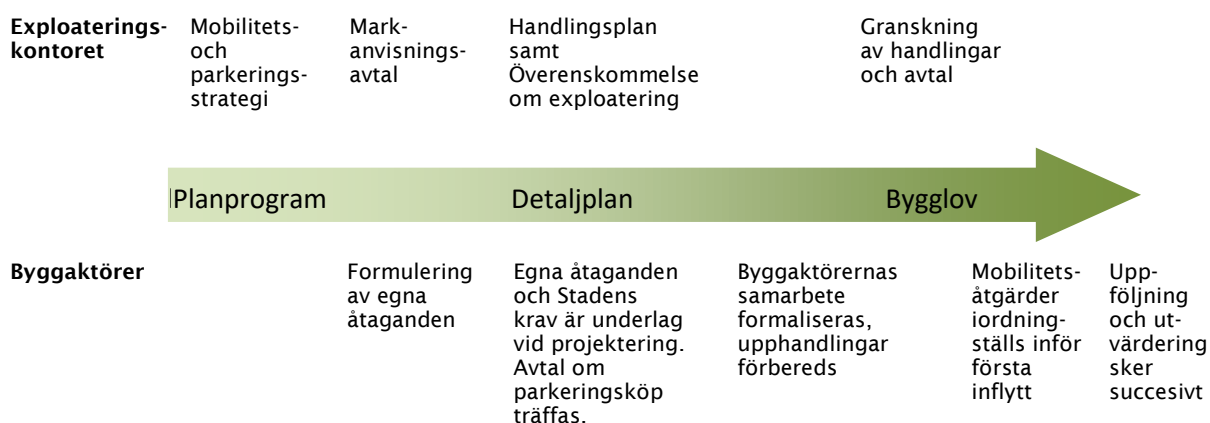 Exploaterings-
kontoret
Mobilitets-
och
parkerings-
strategi
Mark-
anvisnings-
avtal
Handlingsplan
samt
Överenskommelse
om exploatering
Granskning
av handlingar
och avtal
Planprogram
Detaljplan
Bygglov
Byggaktörer
Formulering
av egna
åtaganden
Egna åtaganden
och Stadens
krav är underlag
vid projektering.
Avtal om
parkeringsköp
träffas.
Byggaktörernas
samarbete
formaliseras,
upphandlingar
förbereds
Mobilitets-
åtgärder
iordning-
ställs inför
första
inflytt
Upp-
följning
och ut-
värdering
sker
succesivt